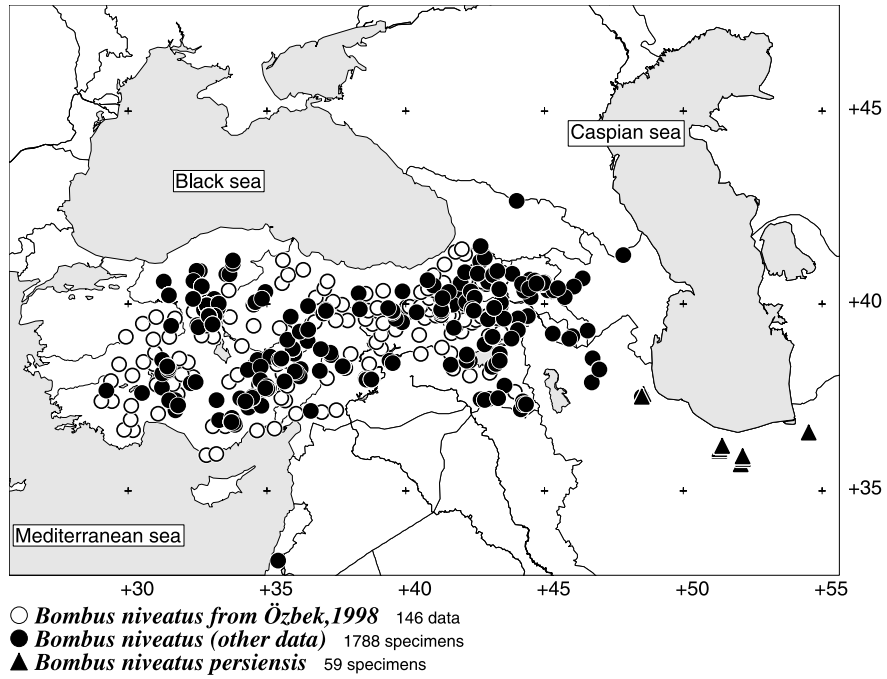 +45
Caspian sea
Black sea
+40
+35
Mediterranean sea
+30 +35 +40 +45 +50 +55
Bombus niveatus from Özbek,1998 146 data
Bombus niveatus (other data) 1788 specimens
Bombus niveatus persiensis 59 specimens